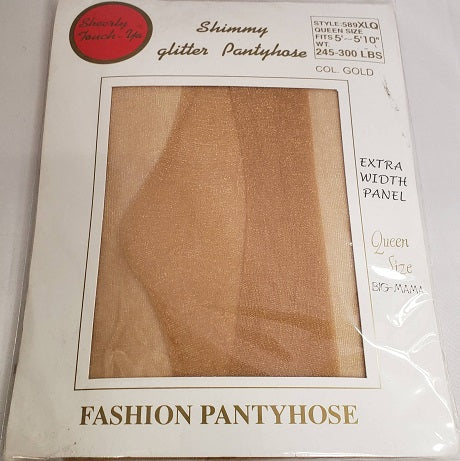 Sheerly
Touch-Ya
Shimmy
glitter Pantyhose
STYLE-589XLQ
QUEEN SIZE
FITS 5'-5'10"
WT.
245-300 LBS
COL. GOLD
EXTRA
WIDTH
PANEL
Queen
Size
BIG-MAMA
FASHION PANTYHOSE